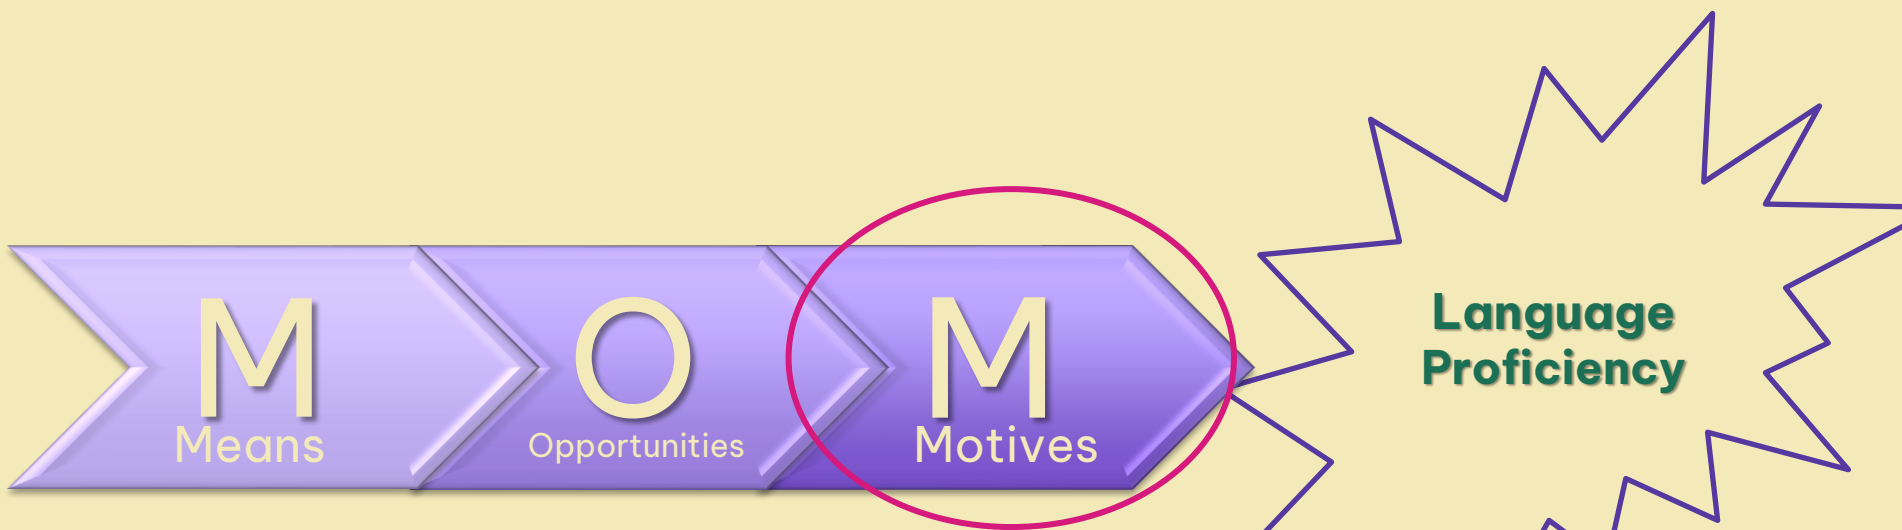 M
Means
O
Opportunities
M
Motives
Language
Proficiency